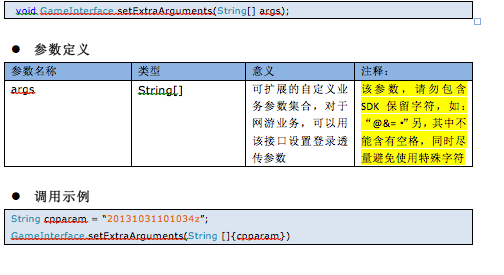 void GameInterface.setExtraArguments(String[] args);
● 参数定义
参数名称 类型 意义 注释：
args String[] 可扩展的自定义业 该参数，请勿包含
务参数集合，对于 SDK 保留字符，如：
网游业务，可以用 “@&= •”另，其中不
该接口设置登录透 能含有空格，同时尽
传参数 量避免使用特殊字符
● 调用示例
String cpparam = “20131031101034z”;
GameInterface.setExtraArguments(String []{cpparam})